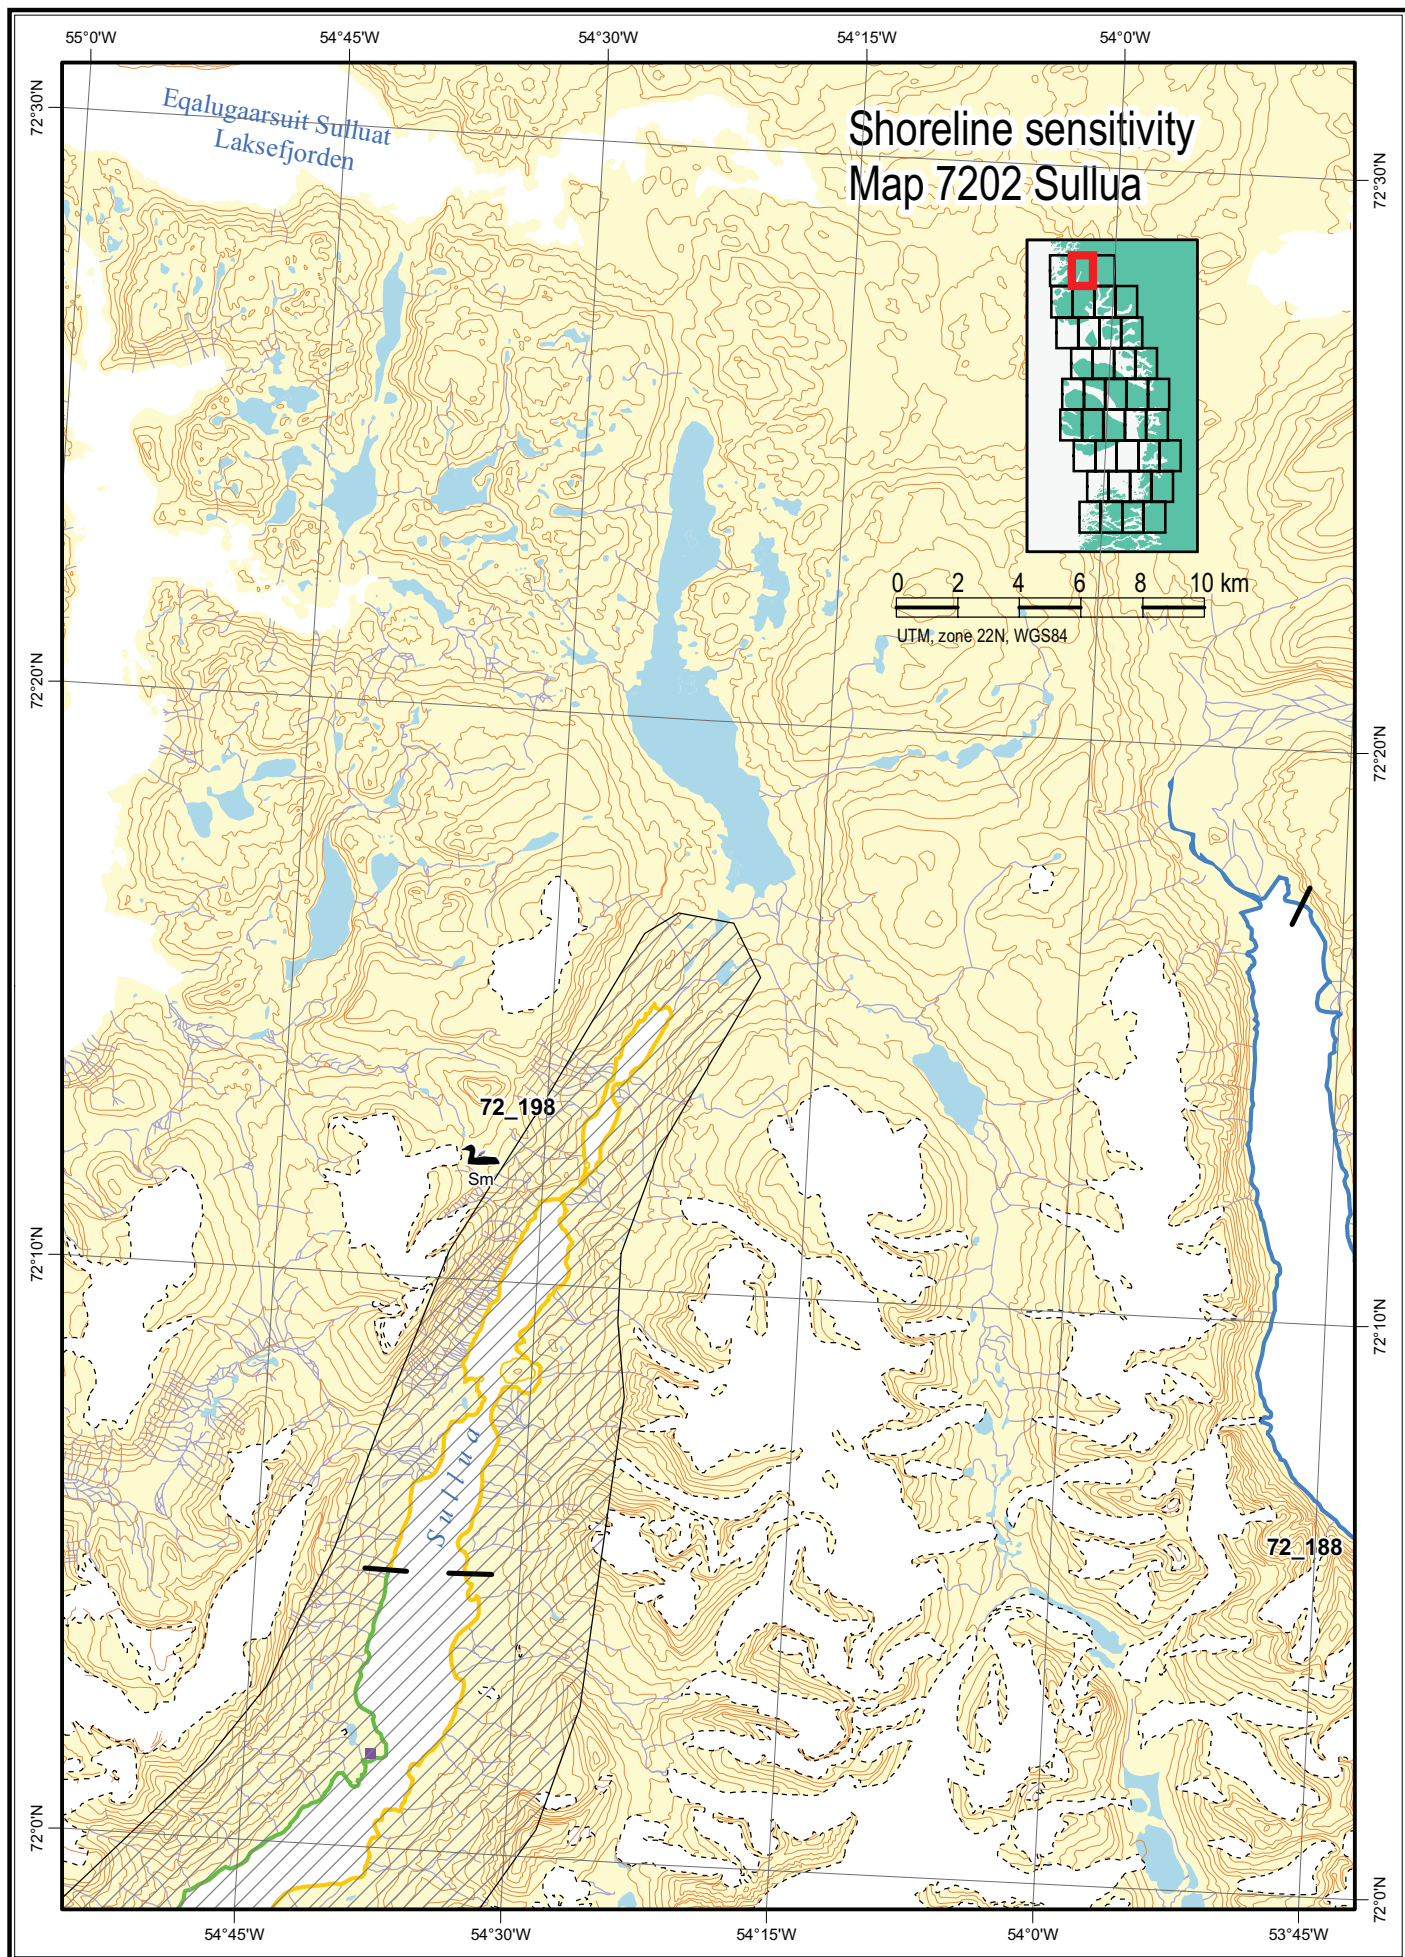 55°0'W
54°45'W
54°30'W
54°15'W
54°0'W
72°30'N
72°30'N
Eqalugaarsuit Sulluat
Laksefjorden
Shoreline sensitivity
Map 7202 Sullua
0 2 4 6 8 10 km
UTM, zone 22N, WGS84
72°20'N
72°20'N
72_198
Sm
72°10'N
72°10'N
Sullua
72_188
72°0'N
72°0'N
54°45'W
54°30'W
54°15'W
54°0'W
53°45'W